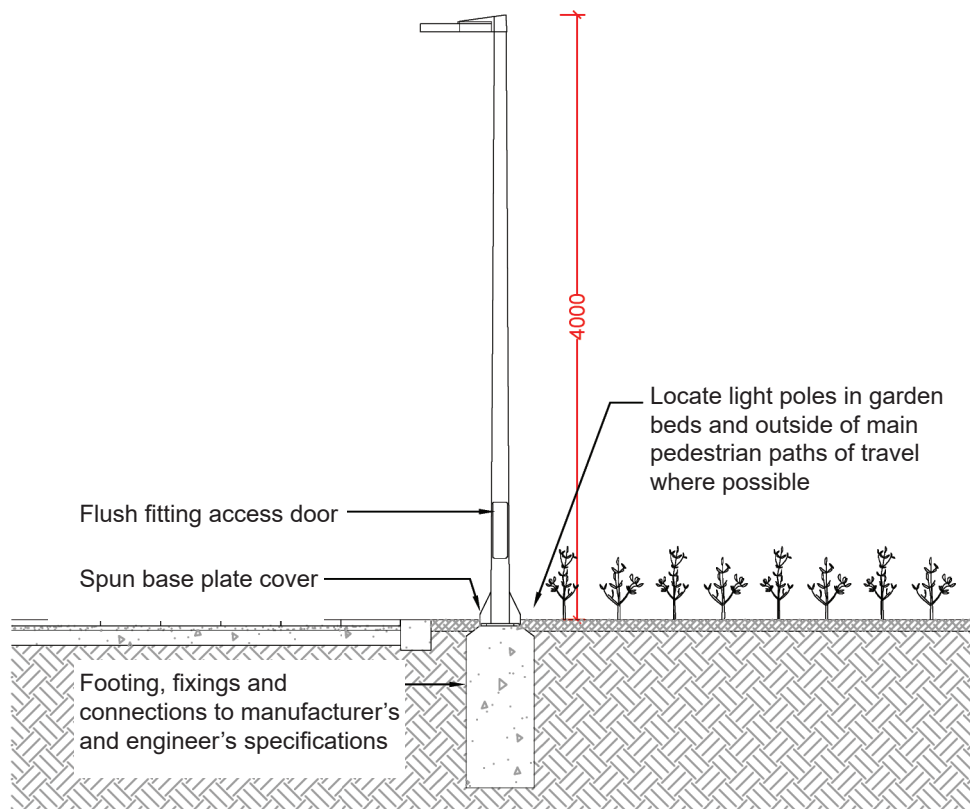 4000
Locate light poles in garden
beds and outside of main
pedestrian paths of travel
where possible
Flush fitting access door
Spun base plate cover
Footing, fixings and
connections to manufacturer’s
and engineer’s specifications